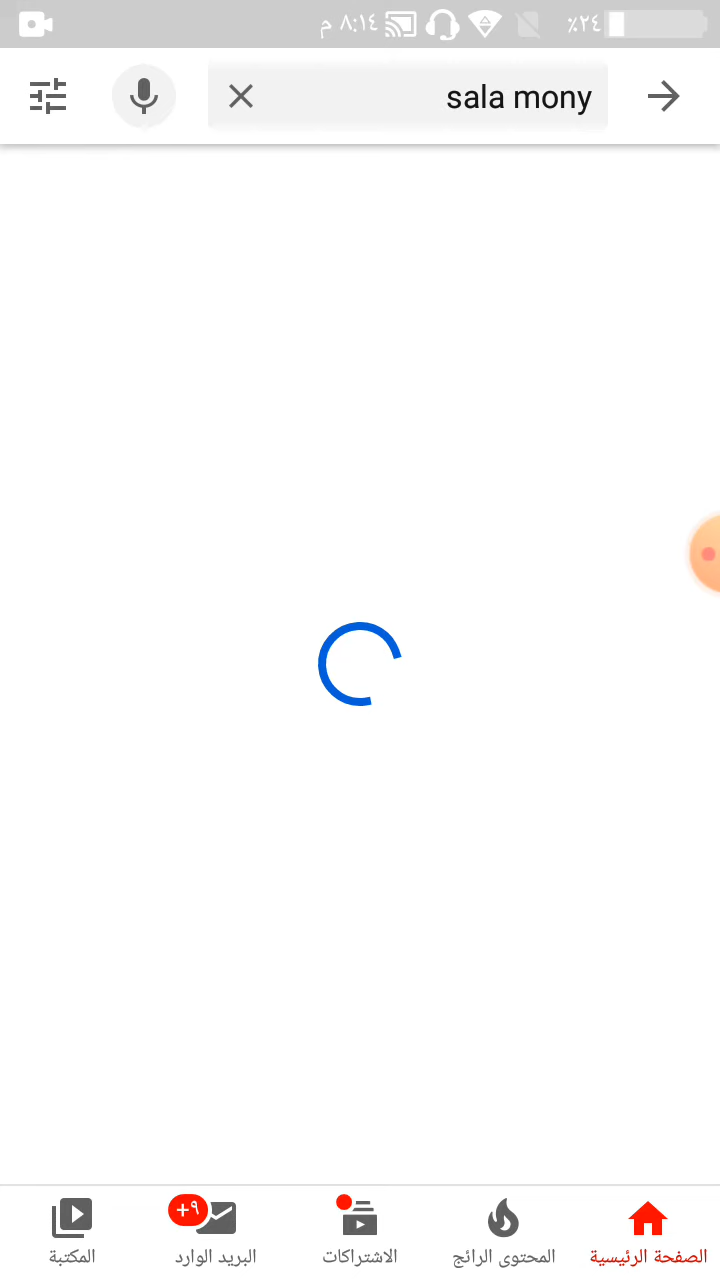 ٨:١٤ م
٪٢٤
sala mony
الصفحة الرئيسية
المحتوى الرائج
الاشتراكات
البريد الوارد
+٩
المكتبة